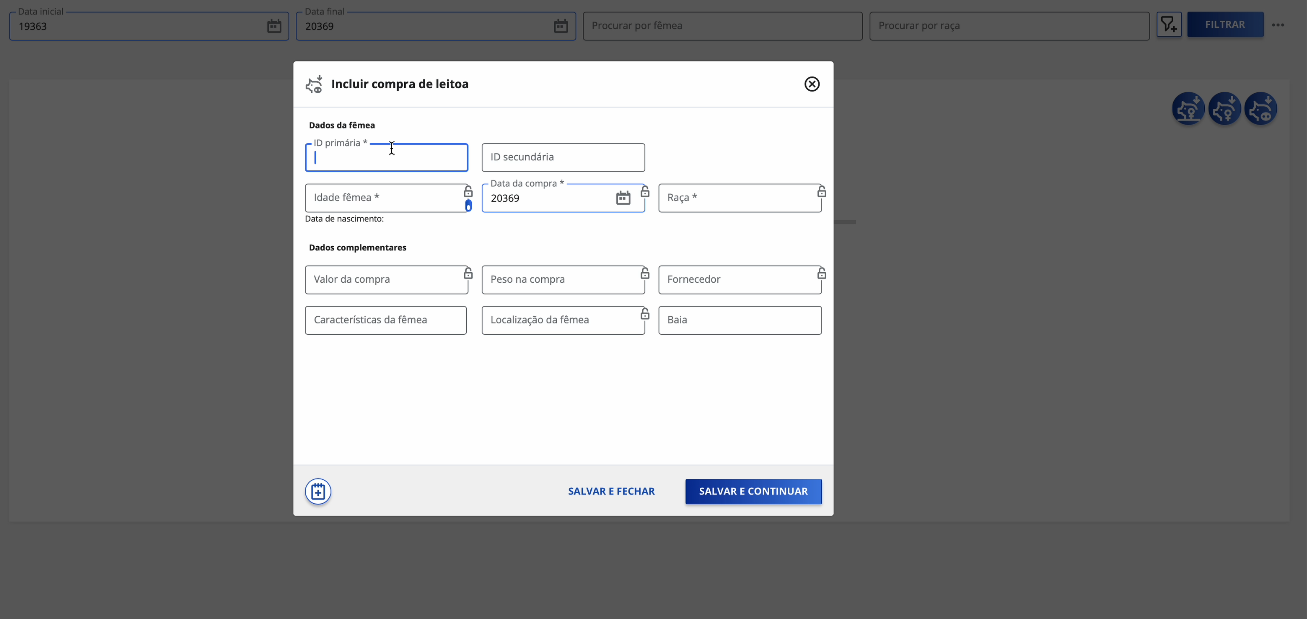 Data inicial
19363
Data final
20369
Procurar por fêmea
Procurar por raça
FILTRAR
Incluir compra de leitoa
Dados da fêmea
ID primária *
ID secundária
Idade fêmea *
Data da compra *
20369
Raça *
Data de nascimento:
Dados complementares
Valor da compra
Peso na compra
Fornecedor
Características da fêmea
Localização da fêmea
Baia
SALVAR E FECHAR
SALVAR E CONTINUAR